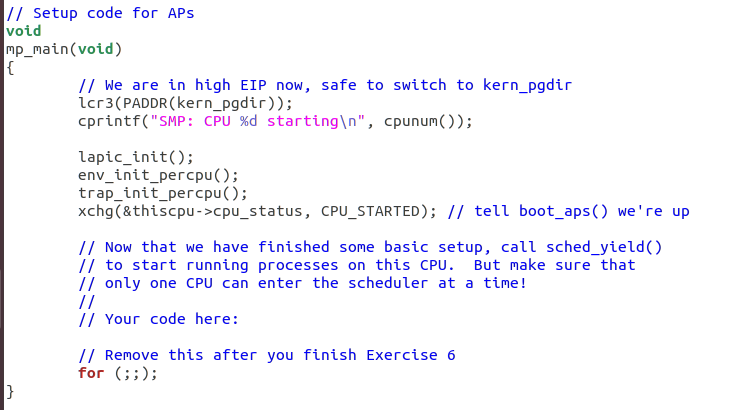 // Setup code for APs
void
mp_main(void)
{
        // We are in high EIP now, safe to switch to kern_pgdir
        lcr3(PADDR(kern_pgdir));
        cprintf("SMP: CPU %d starting\n", cpunum());

        lapic_init();
        env_init_percpu();
        trap_init_percpu();
        xchg(&thiscpu->cpu_status, CPU_STARTED); // tell boot_aps() we're up

        // Now that we have finished some basic setup, call sched_yield()
        // to start running processes on this CPU.  But make sure that
        // only one CPU can enter the scheduler at a time!
        //
        // Your code here:

        // Remove this after you finish Exercise 6
        for (;;);
}